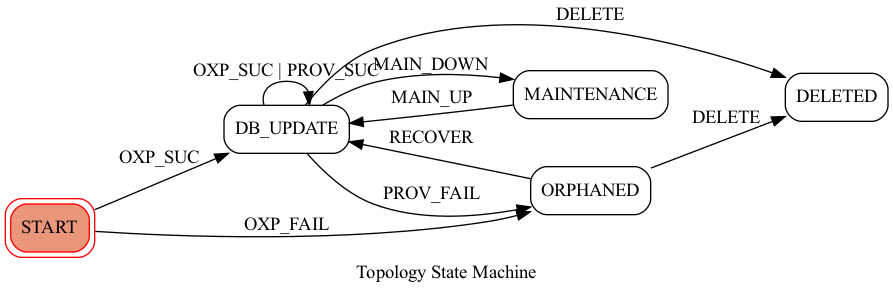 DELETE
OXP_SUC | PROV_SUC
MAIN_DOWN
MAINTENANCE
MAIN_UP
DELETED
DB_UPDATE
DELETE
RECOVER
OXP_SUC
PROV_FAIL
ORPHANED
START
OXP_FAIL
Topology State Machine